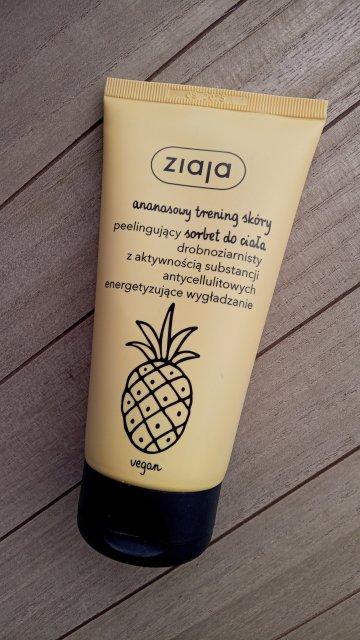 ziaja
ananasowy trening skóry
peelingujący sorbet do ciała
drobnoziarnisty
z aktywnością substancji
antycellulitowych
energetyzujące wygładzanie
vegan